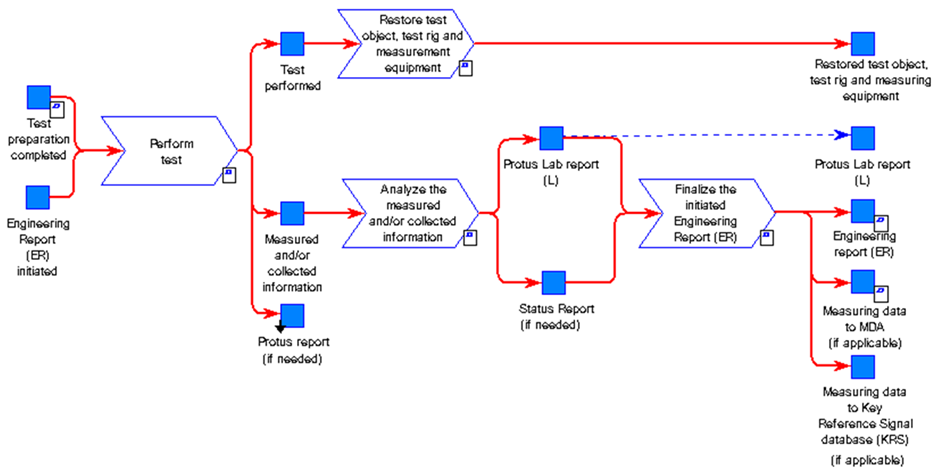 Restore test
object, test rig and
measurement
equipment
Test
performed
Restored test object,
test rig and measuring
equipment
Test
preparation
completed
Perform
test
Protus Lab report
(L)
Protus Lab report
(L)
Engineering
Report
(ER)
initiated
Measured
and/or
collected
information
Analyze the
measured
and/or collected
information
Finalize the
initiated
Engineering
Report (ER)
Engineering
report (ER)
Status Report
(if needed)
Measuring data
to MDA
(if applicable)
Protus report
(if needed)
Measuring data
to Key
Reference Signal
database (KRS)
(if applicable)